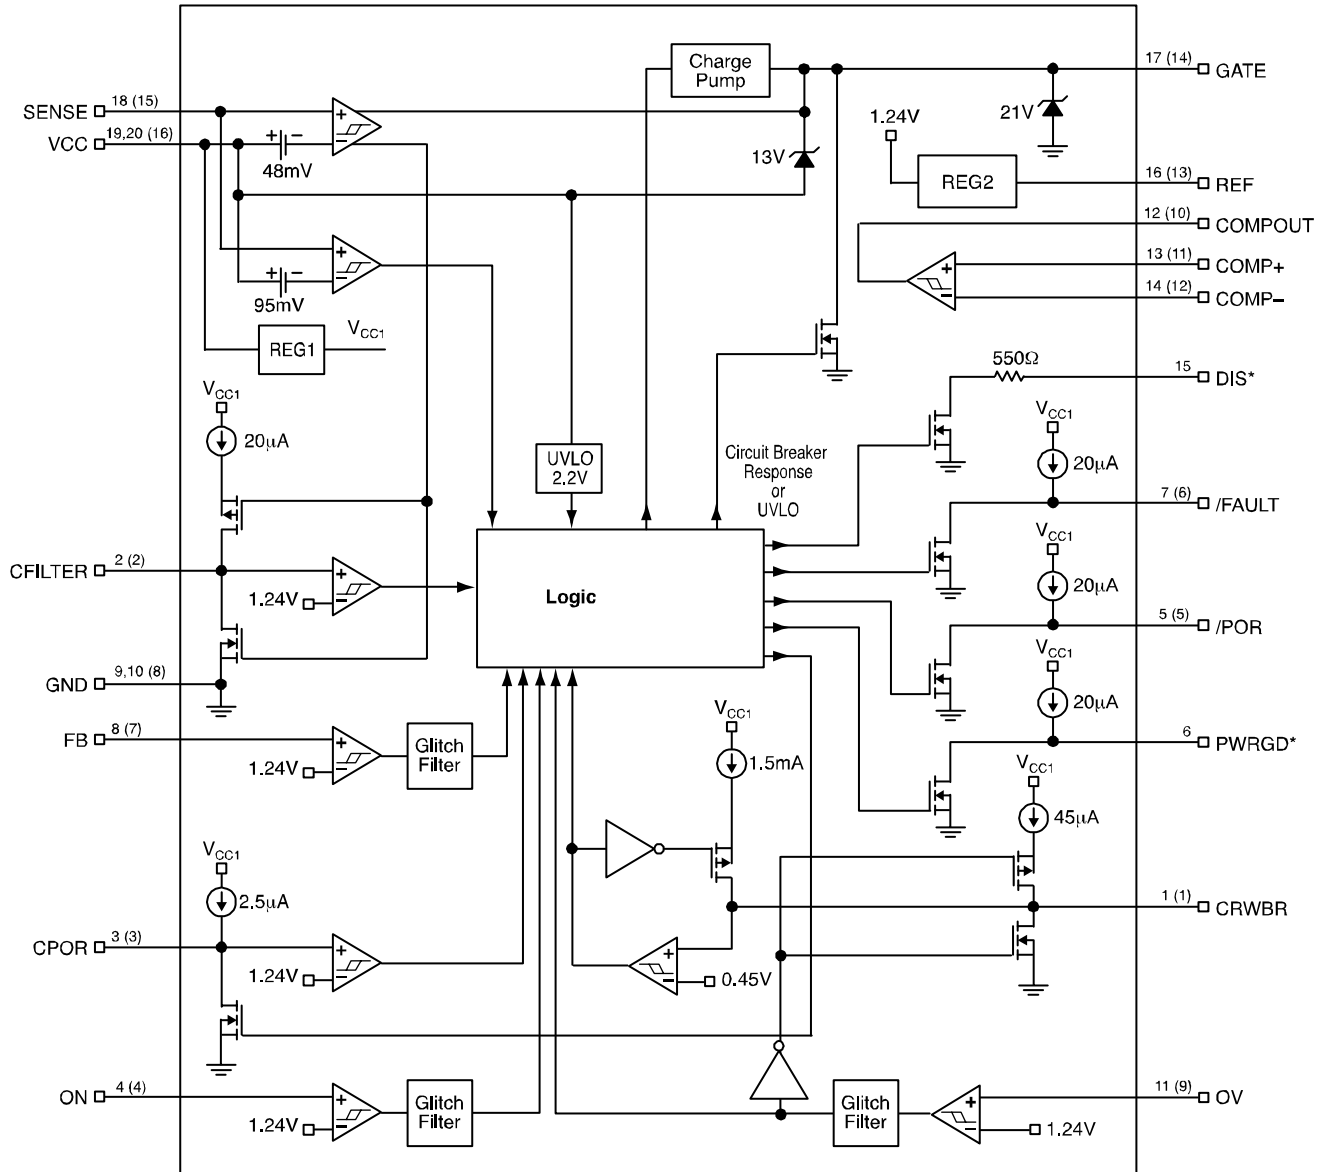 Charge
Pump
17 (14)
GATE
SENSE
18 (15)
VCC
19,20 (16)
+ −
48mV
+
−
13V
21V
1.24V
REG2
16 (13)
REF
12 (10)
COMPOUT
13 (11)
COMP+
14 (12)
COMP−
+
−
+
−
+ −
95mV
REG1
VCC1
550Ω
15
DIS*
VCC1
20µA
UVLO
2.2V
Circuit Breaker
Response
or
UVLO
VCC1
20µA
7 (6)
/FAULT
CFILTER
2 (2)
1.24V
+
−
Logic
VCC1
20µA
5 (5)
/POR
GND
9,10 (8)
VCC1
20µA
FB
8 (7)
1.24V
+
−
Glitch
Filter
VCC1
1.5mA
6
PWRGD*
VCC1
45µA
VCC1
2.5µA
1 (1)
CRWBR
CPOR
3 (3)
1.24V
+
−
+
−
0.45V
ON
4 (4)
1.24V
+
−
Glitch
Filter
Glitch
Filter
+
−
1.24V
11 (9)
OV